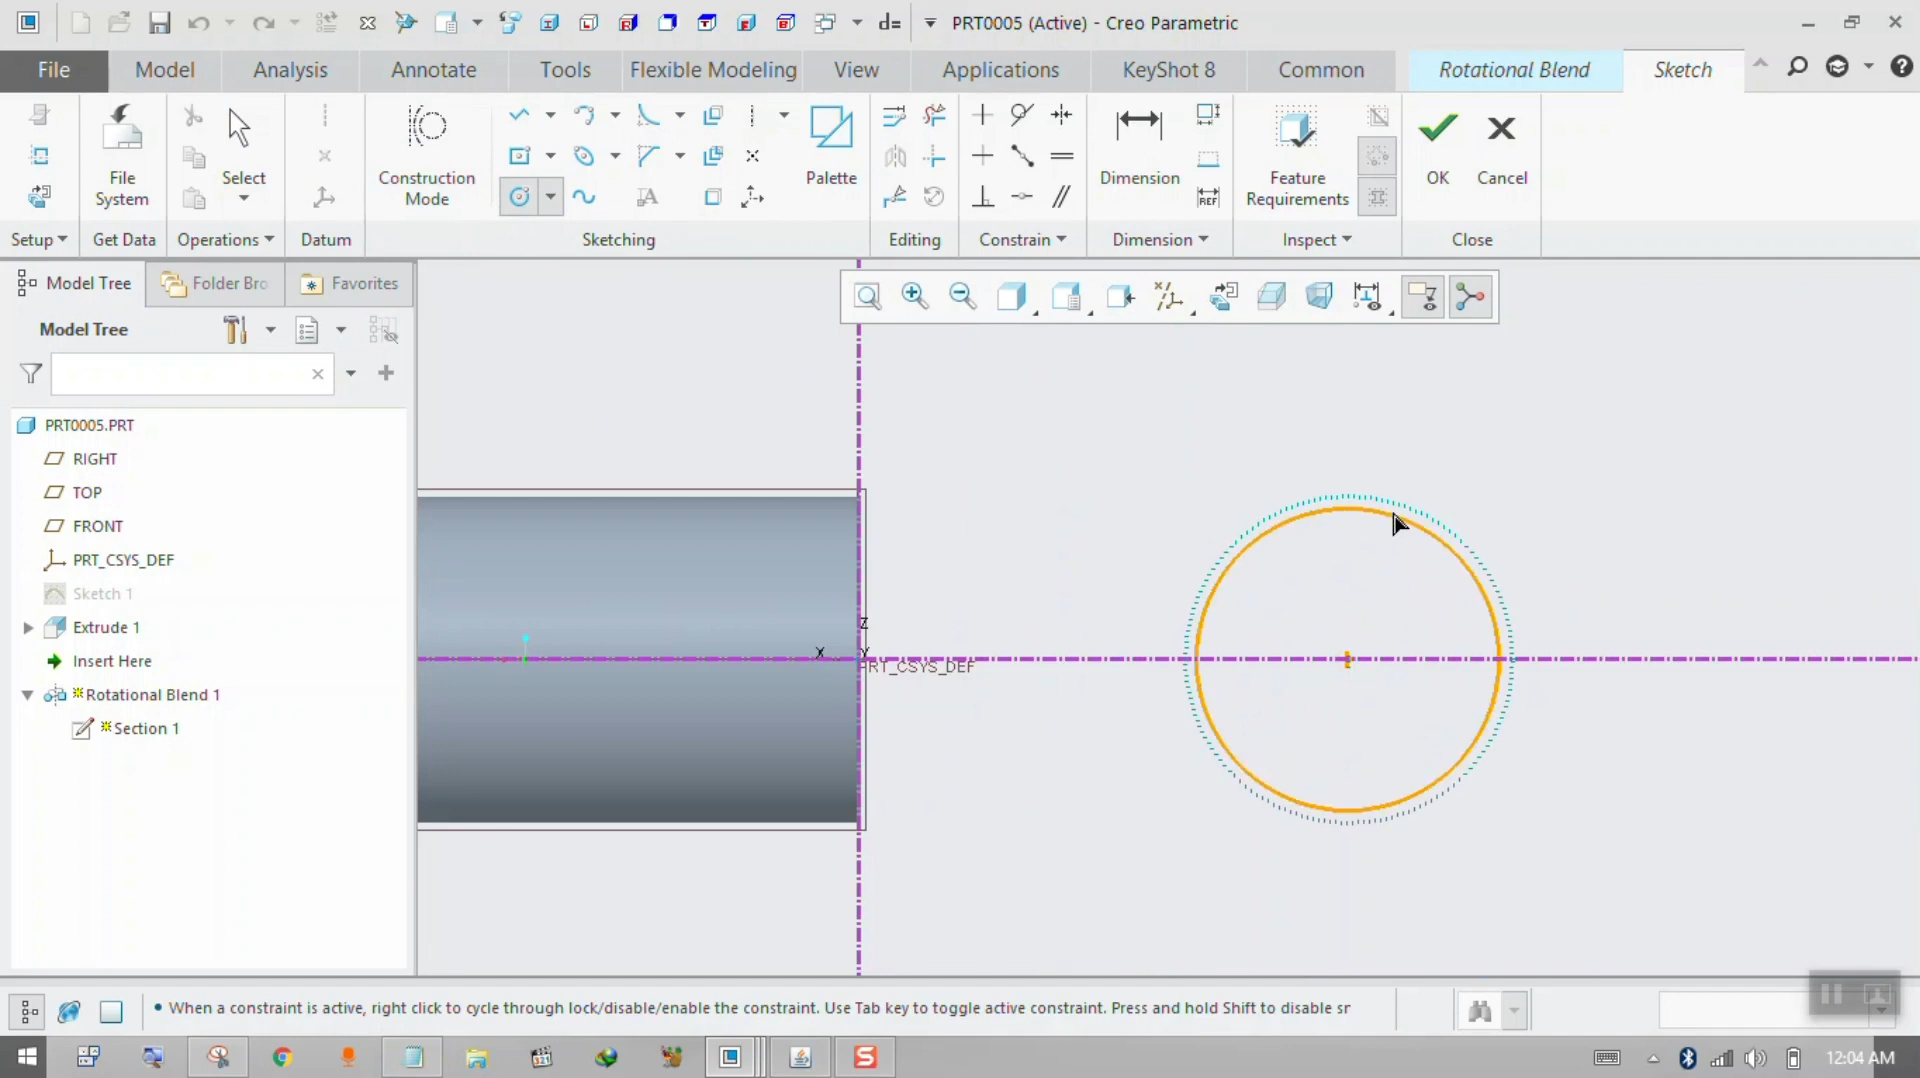 d= PRT0005 (Active) - Creo Parametric
File Model Analysis Annotate Tools Flexible Modeling View Applications KeyShot 8 Common Rotational Blend Sketch
File System
Select
Construction Mode
Palette
Dimension
REF
Feature Requirements
OK
Cancel
Setup Get Data Operations Datum Sketching Editing Constrain Dimension Inspect Close
Model Tree Folder Bro Favorites
Model Tree
PRT0005.PRT
RIGHT
TOP
FRONT
PRT_CSYS_DEF
Sketch 1
Extrude 1
Insert Here
Rotational Blend 1
Section 1
Z
X
Y
PRT_CSYS_DEF
• When a constraint is active, right click to cycle through lock/disable/enable the constraint. Use Tab key to toggle active constraint. Press and hold Shift to disable sr
321
S
12:04 AM